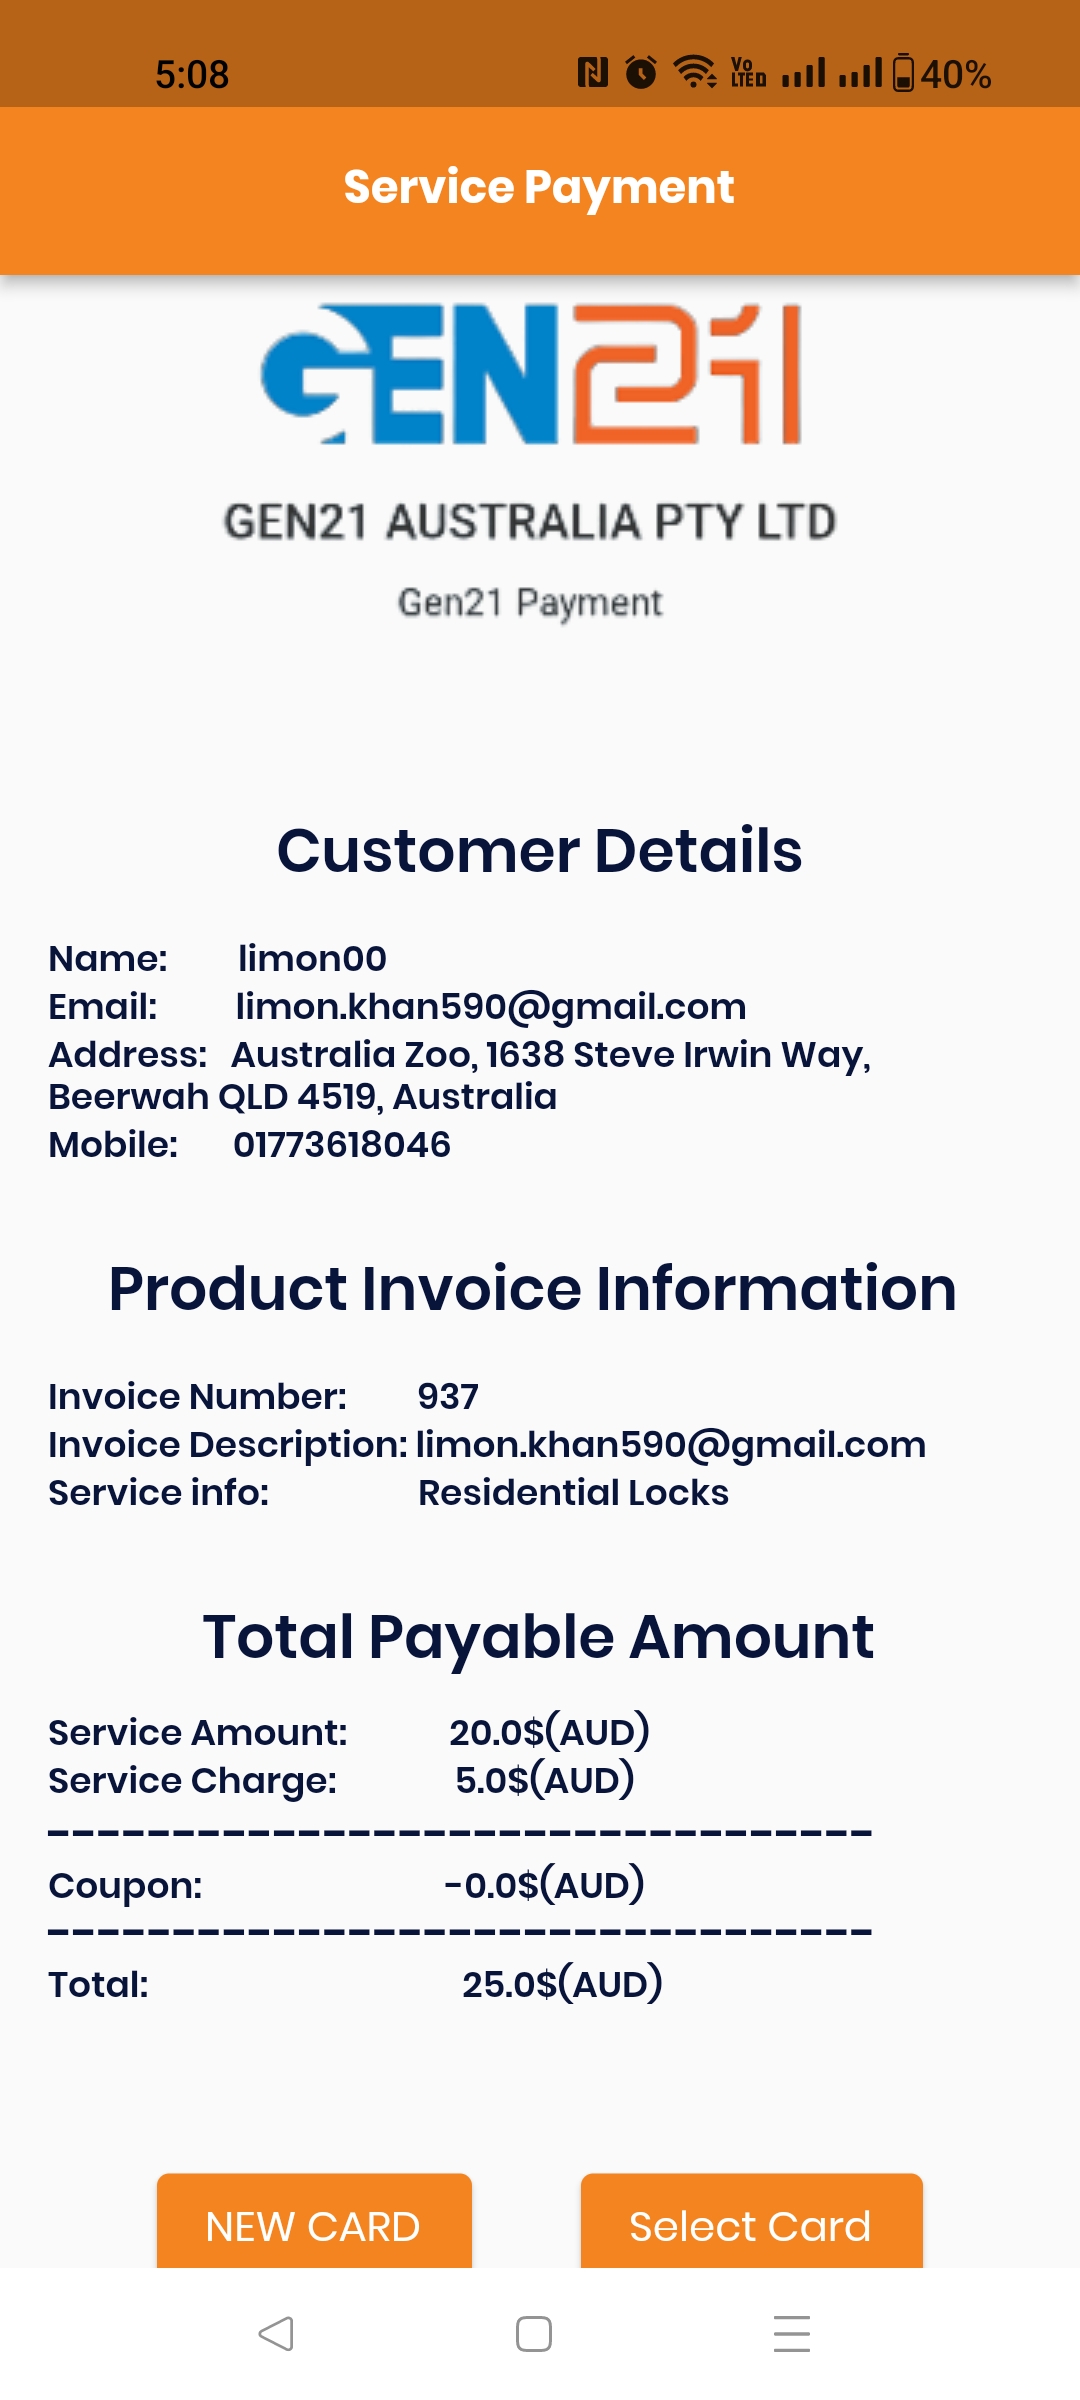 5:08 Vo LTED 40%
Service Payment
GEN21
GEN21 AUSTRALIA PTY LTD
Gen21 Payment
Customer Details
Name: limon00
Email: limon.khan590@gmail.com
Address: Australia Zoo, 1638 Steve Irwin Way,
Beerwah QLD 4519, Australia
Mobile: 01773618046
Product Invoice Information
Invoice Number: 937
Invoice Description: limon.khan590@gmail.com
Service info: Residential Locks
Total Payable Amount
Service Amount: 20.0$(AUD)
Service Charge: 5.0$(AUD)
---------------------------------
Coupon: -0.0$(AUD)
---------------------------------
Total: 25.0$(AUD)
NEW CARD Select Card